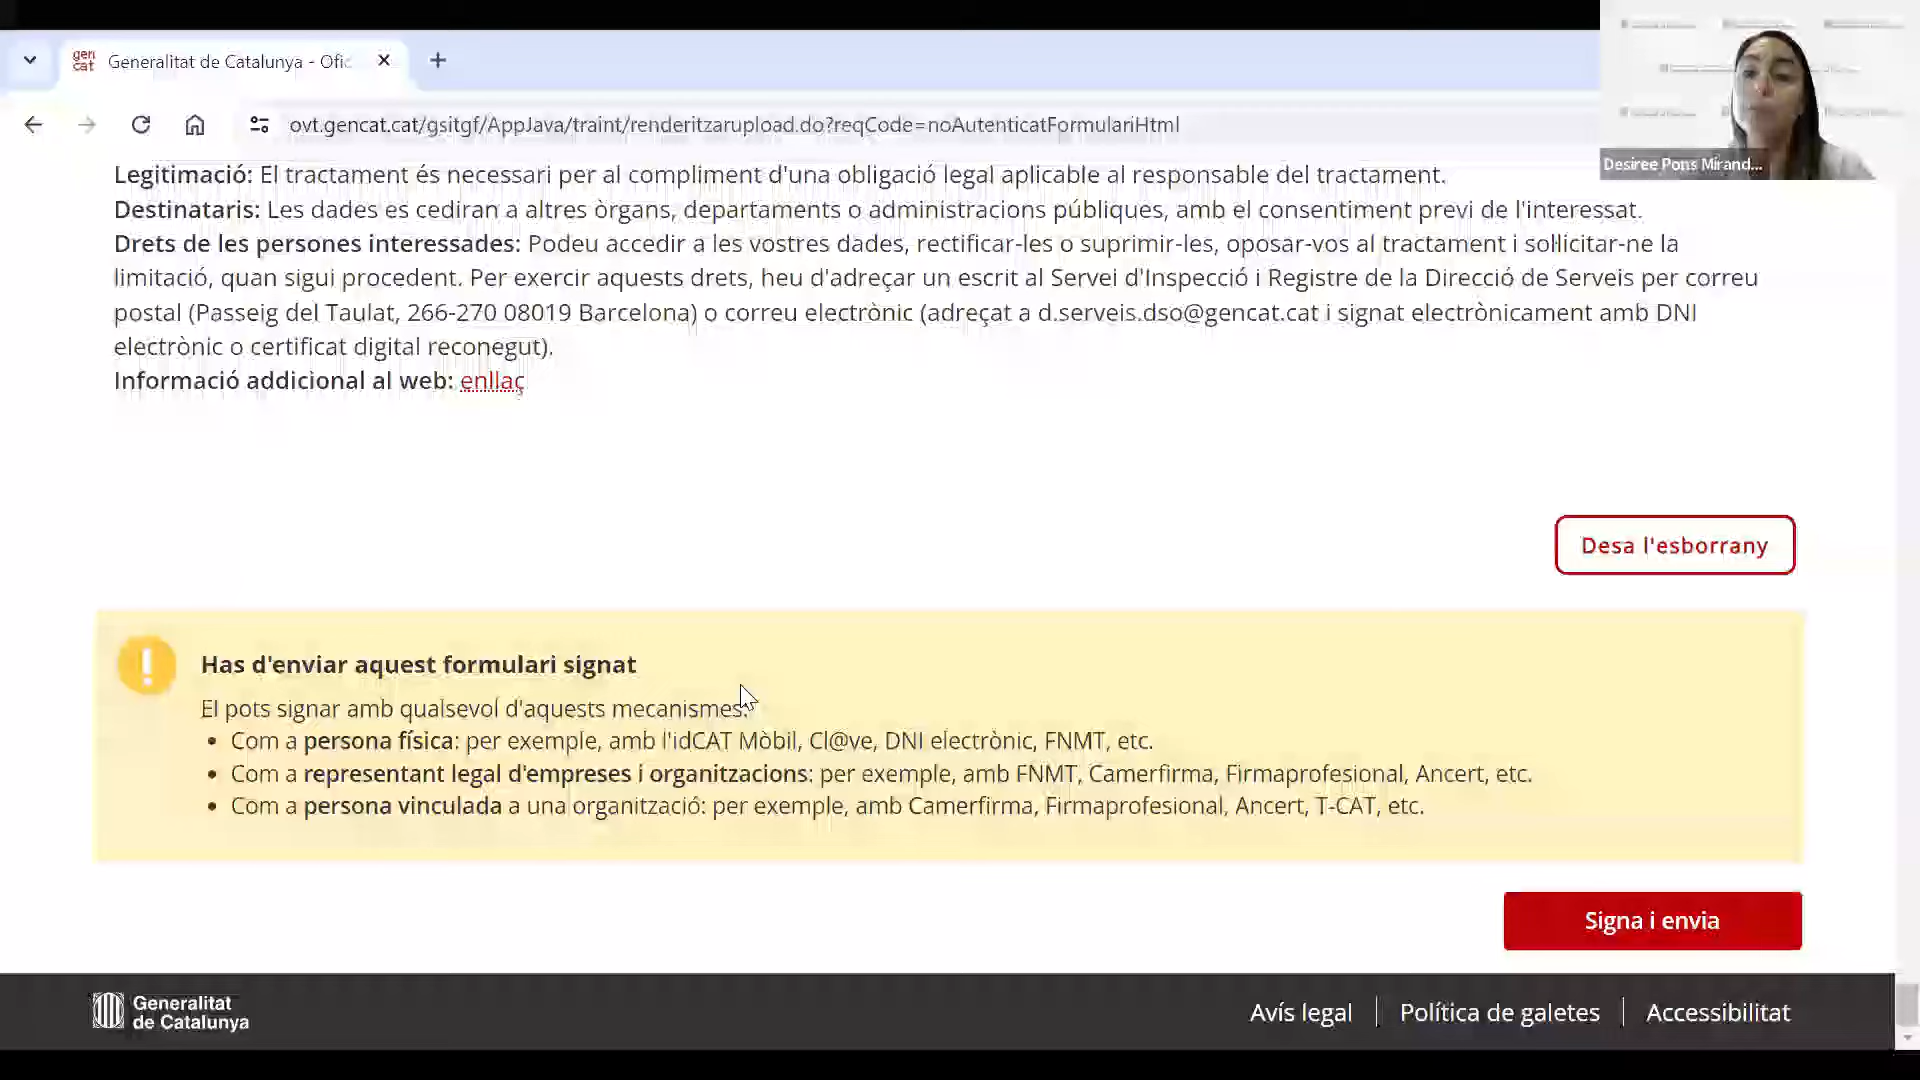 gen
cat
Generalitat de Catalunya - Ofic
ovt.gencat.cat/gsitgf/AppJava/traint/renderitzarupload.do?reqCode=noAutenticatFormulariHtml
Desiree Pons Mirand...
Legitimació: El tractament és necessari per al compliment d'una obligació legal aplicable al responsable del tractament.
Destinataris: Les dades es cediran a altres òrgans, departaments o administracions públiques, amb el consentiment previ de l'interessat.
Drets de les persones interessades: Podeu accedir a les vostres dades, rectificar-les o suprimir-les, oposar-vos al tractament i sol·licitar-ne la
limitació, quan sigui procedent. Per exercir aquests drets, heu d'adreçar un escrit al Servei d'Inspecció i Registre de la Direcció de Serveis per correu
postal (Passeig del Taulat, 266-270 08019 Barcelona) o correu electrònic (adreçat a d.serveis.dso@gencat.cat i signat electrònicament amb DNI
electrònic o certificat digital reconegut).
Informació addicional al web: enllaç
Desa l'esborrany
Has d'enviar aquest formulari signat
El pots signar amb qualsevol d'aquests mecanismes:
• Com a persona física: per exemple, amb l'idCAT Mòbil, Cl@ve, DNI electrònic, FNMT, etc.
• Com a representant legal d'empreses i organitzacions: per exemple, amb FNMT, Camerfirma, Firmaprofesional, Ancert, etc.
• Com a persona vinculada a una organització: per exemple, amb Camerfirma, Firmaprofesional, Ancert, T-CAT, etc.
Signa i envia
Generalitat
de Catalunya
Avís legal
Política de galetes
Accessibilitat